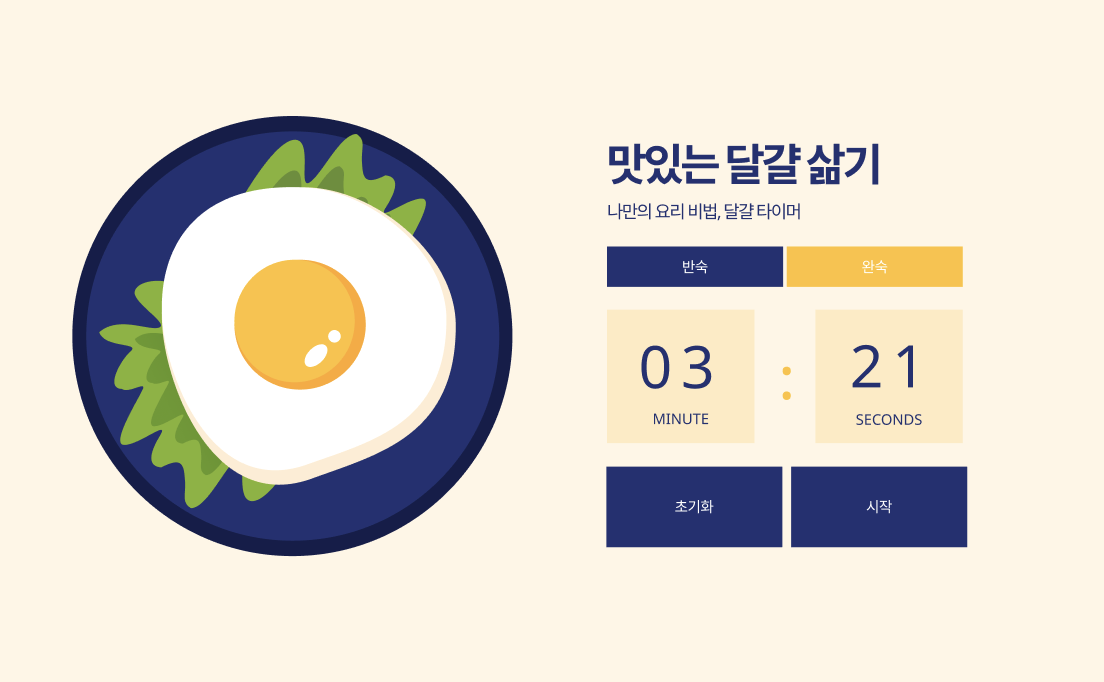 맛있는 달걀 삶기
나만의 요리 비법, 달걀 타이머
반숙 완숙
03 : 21
MINUTE SECONDS
초기화 시작